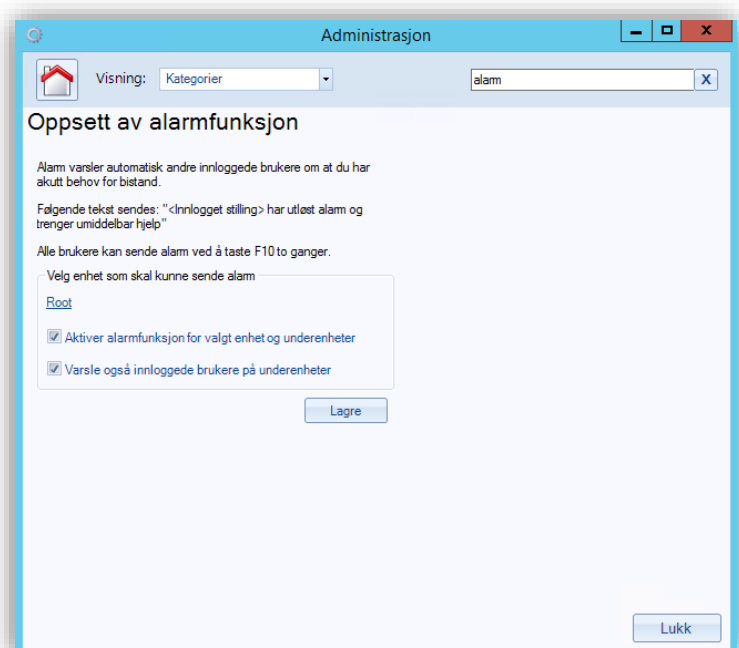 Administrasjon
X
Visning:
Kategorier
alarm
X
Oppsett av alarmfunksjon
Alarm varsler automatisk andre innloggede brukere om at du har
akutt behov for bistand.
Følgende tekst sendes: "<Innlogget stilling> har utløst alarm og
trenger umiddelbar hjelp"
Alle brukere kan sende alarm ved å taste F10 to ganger.
Velg enhet som skal kunne sende alarm
Root
Aktiver alarmfunksjon for valgt enhet og underenheter
Varsle også innloggede brukere på underenheter
Lagre
Lukk